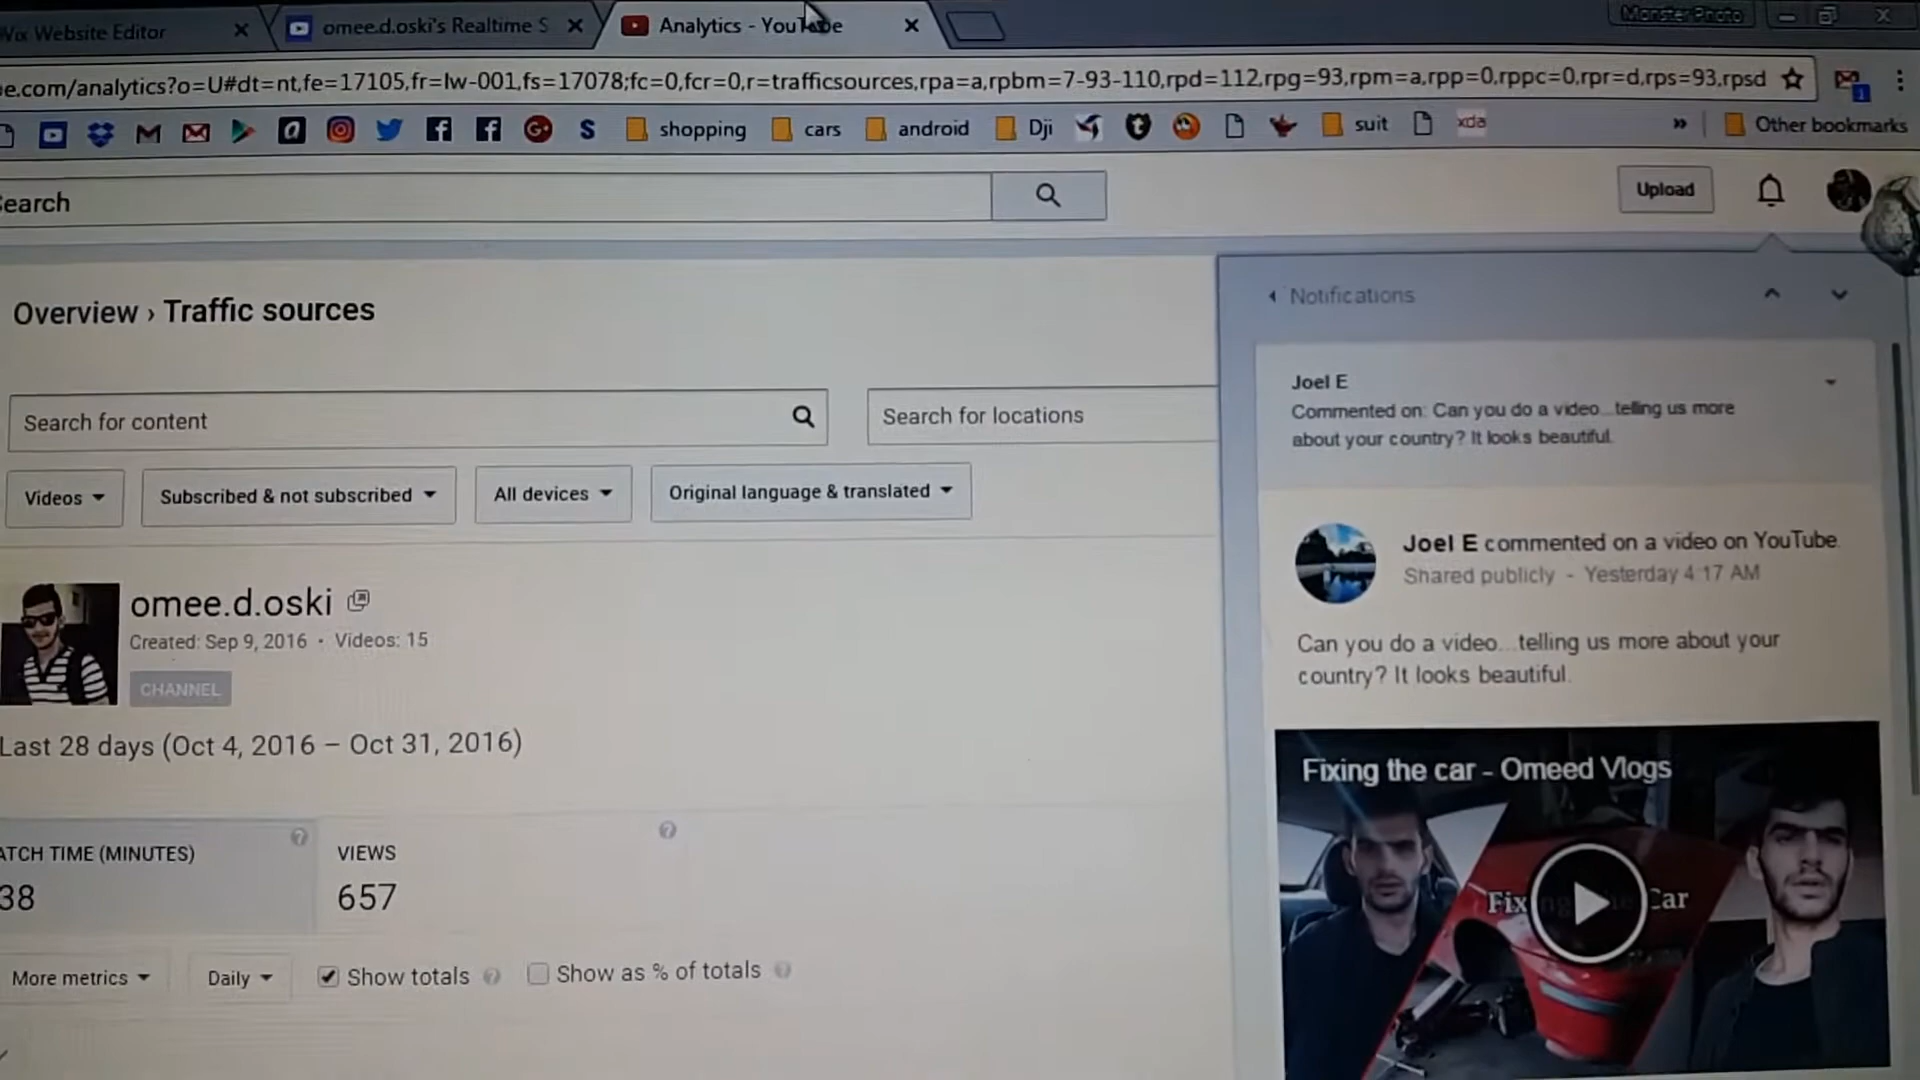 Wix Website Editor
omee.d.oski's Realtime S
Analytics - YouTube
MonsterPhoto
e.com/analytics?o=U#dt=nt,fe=17105,fr=lw-001,fs=17078;fc=0,fcr=0,r=trafficsources,rpa=a,rpbm=7-93-110,rpd=112,rpg=93,rpm=a,rpp=0,rppc=0,rpr=d,rps=93,rpsd
1
shopping
cars
android
Dji
suit
xda
»
Other bookmarks
Search
Upload
Overview › Traffic sources
Notifications
Search for content
Search for locations
Joel E
Commented on: Can you do a video...telling us more
about your country? It looks beautiful.
Videos
Subscribed & not subscribed
All devices
Original language & translated
omee.d.oski
Created: Sep 9, 2016 · Videos: 15
CHANNEL
Joel E commented on a video on YouTube.
Shared publicly - Yesterday 4:17 AM
Can you do a video...telling us more about your
country? It looks beautiful.
Last 28 days (Oct 4, 2016 – Oct 31, 2016)
Fixing the car - Omeed Vlogs
ATCH TIME (MINUTES)
38
VIEWS
657
Car
More metrics
Daily
Show totals
Show as % of totals